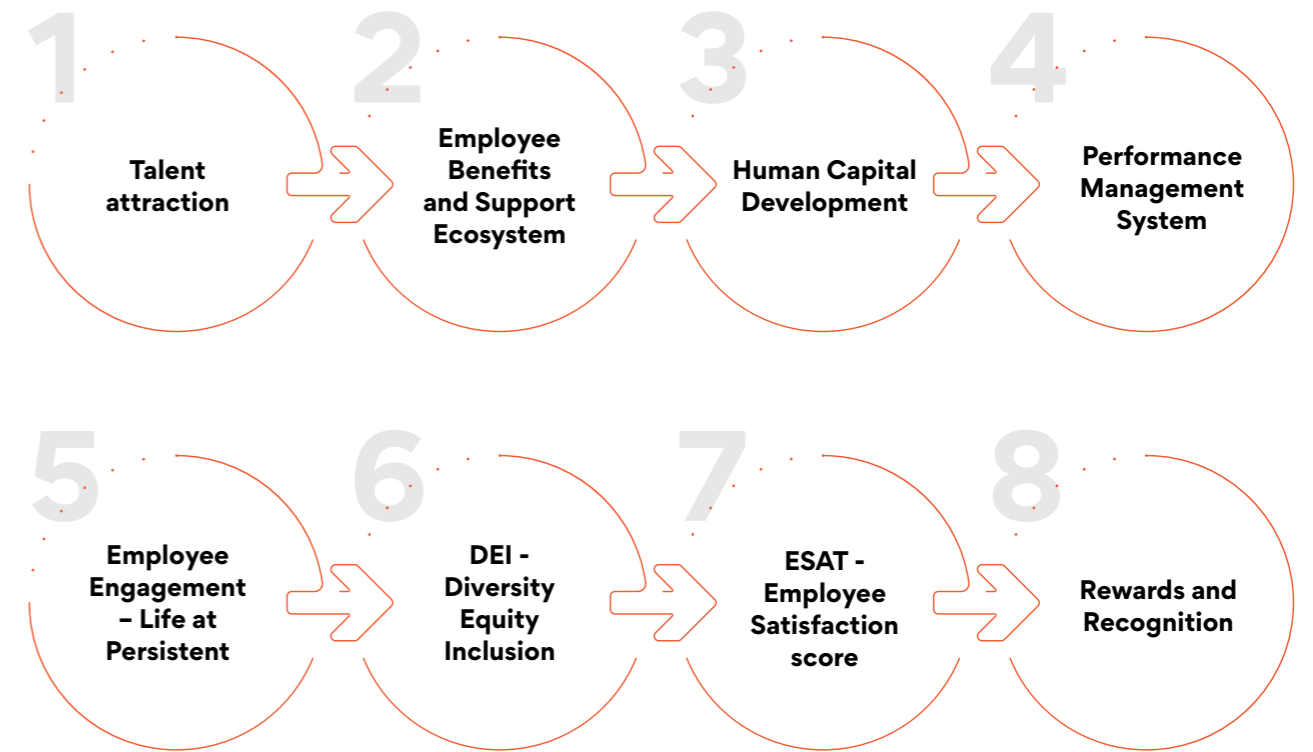 1
Talent
attraction
2
Employee
Benefits
and Support
Ecosystem
3
Human Capital
Development
4
Performance
Management
System
5
Employee
Engagement
– Life at
Persistent
6
DEI -
Diversity
Equity
Inclusion
7
ESAT -
Employee
Satisfaction
score
8
Rewards and
Recognition